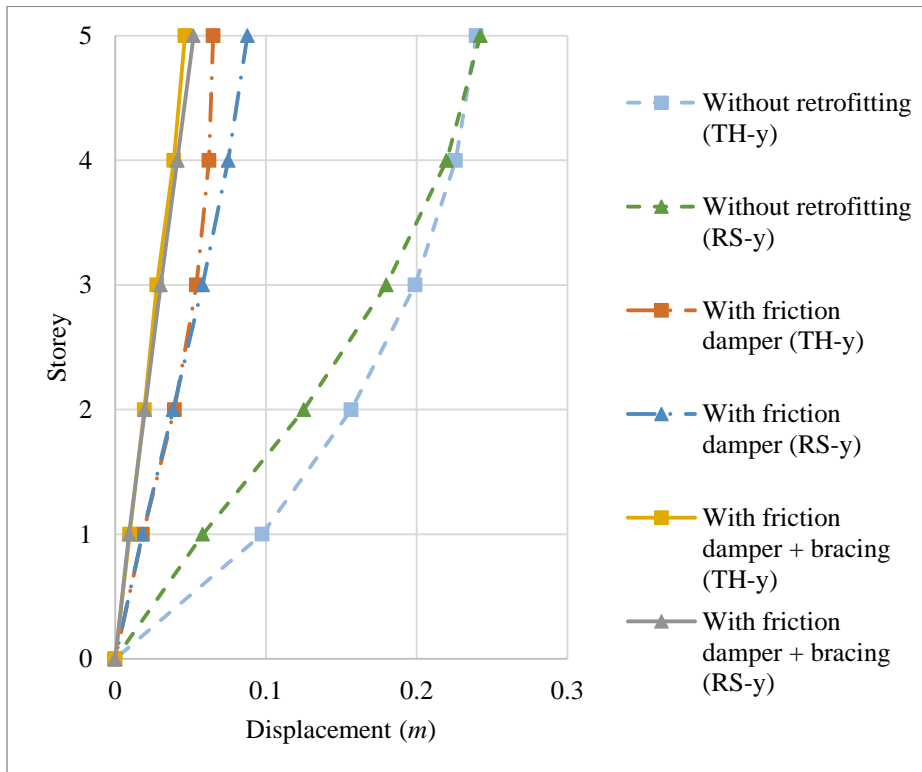 5
4
3
2
1
0
Storey
0
0.1
0.2
0.3
Displacement (m)
Without retrofitting
(TH-y)
Without retrofitting
(RS-y)
With friction
damper (TH-y)
With friction
damper (RS-y)
With friction
damper + bracing
(TH-y)
With friction
damper + bracing
(RS-y)